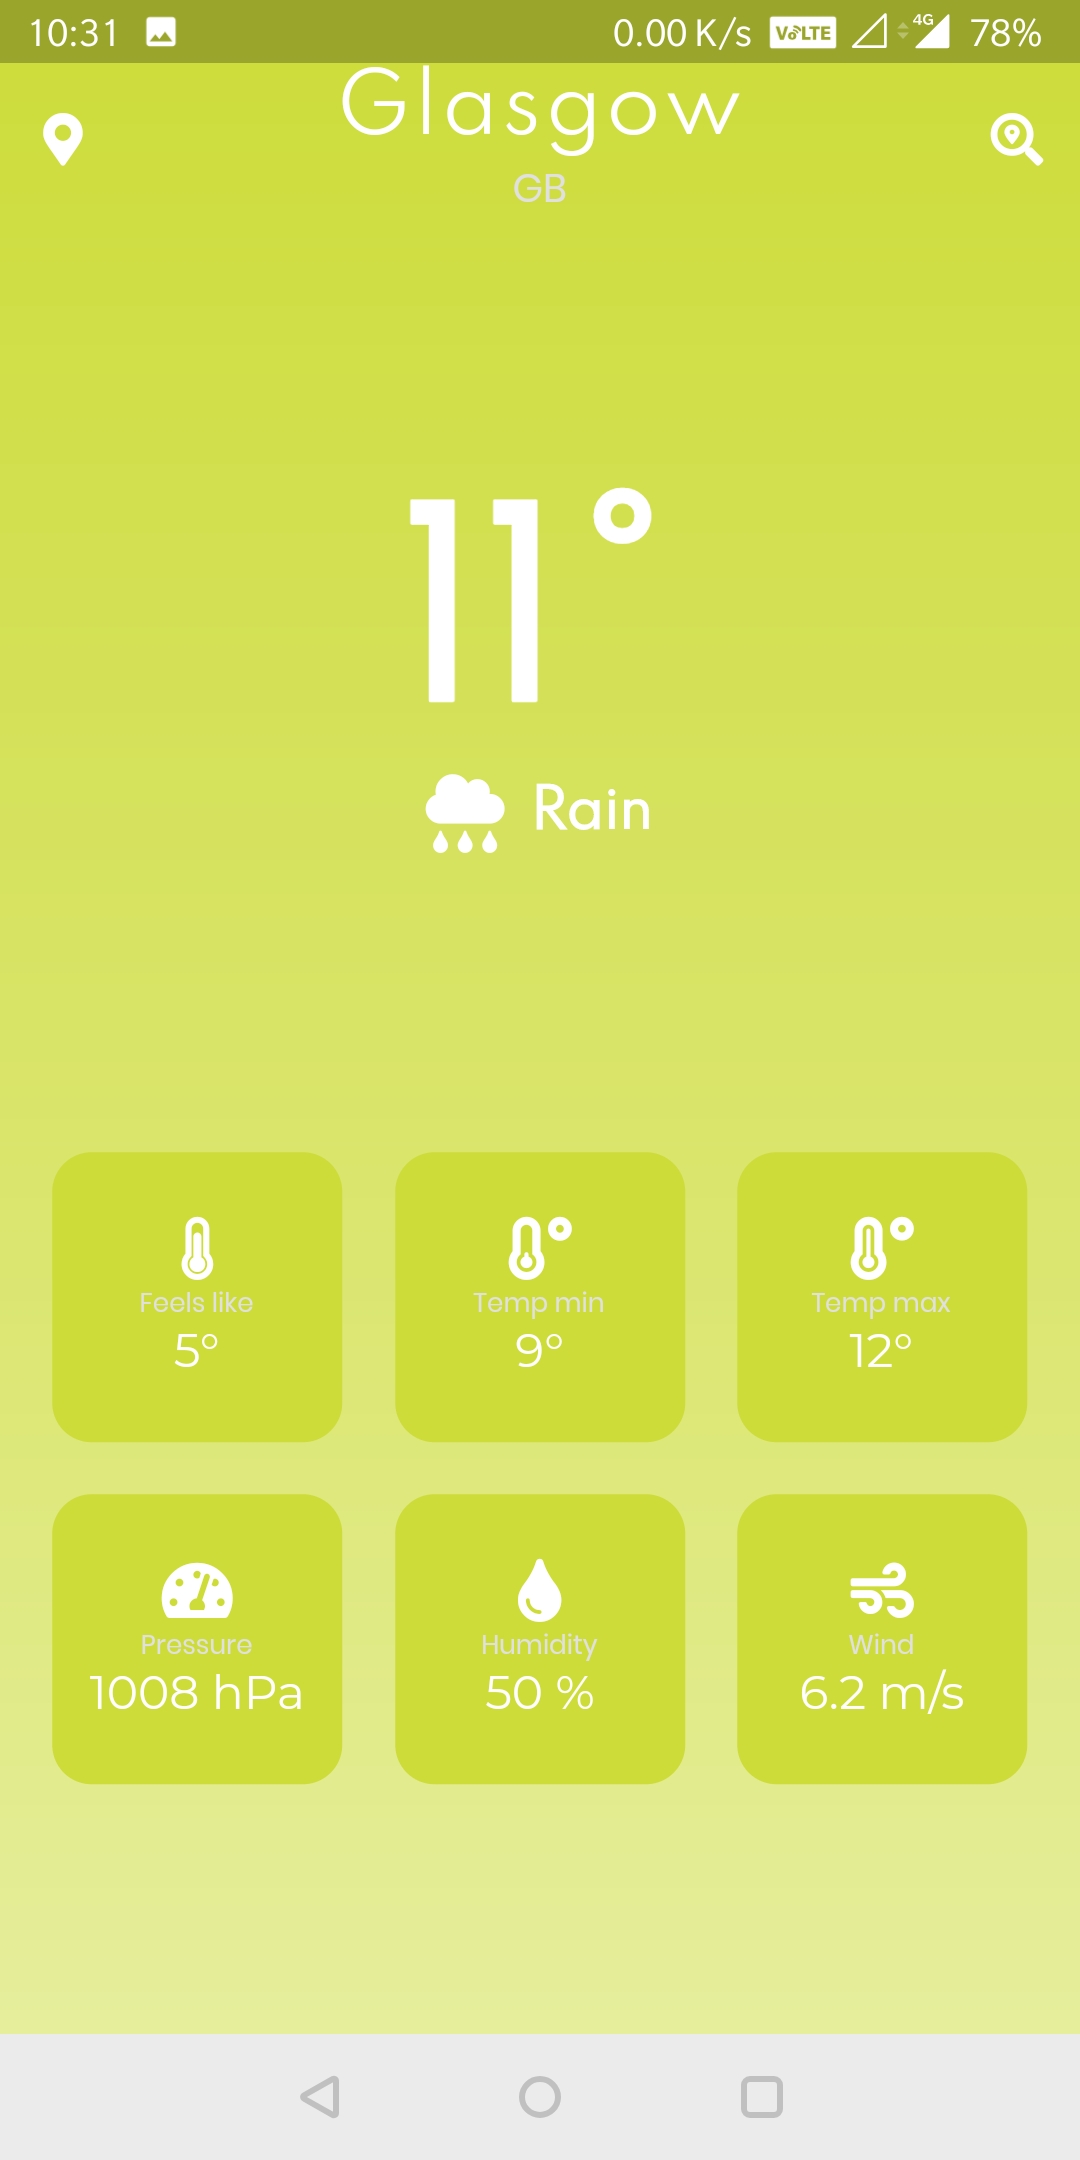 10:31 0.00 K/s VoLTE 4G 78%
Glasgow
GB
11°
Rain
Feels like Temp min Temp max
5° 9° 12°
Pressure Humidity Wind
1008 hPa 50 % 6.2 m/s